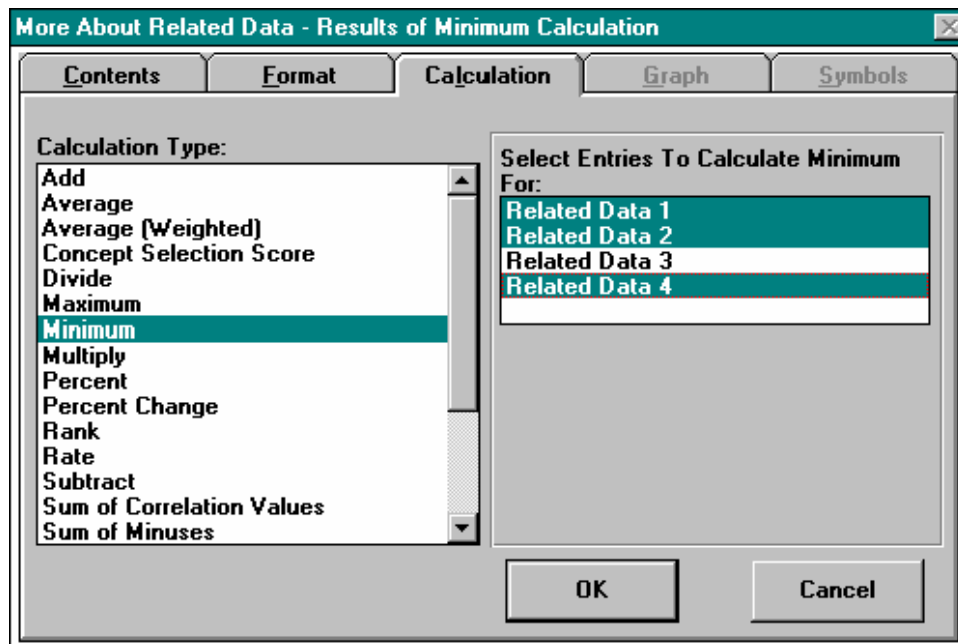 More About Related Data - Results of Minimum Calculation
Contents Format Calculation Graph Symbols
Calculation Type:
Add
Average
Average (Weighted)
Concept Selection Score
Divide
Maximum
Minimum
Multiply
Percent
Percent Change
Rank
Rate
Subtract
Sum of Correlation Values
Sum of Minuses
Select Entries To Calculate Minimum
For:
Related Data 1
Related Data 2
Related Data 3
Related Data 4
OK Cancel